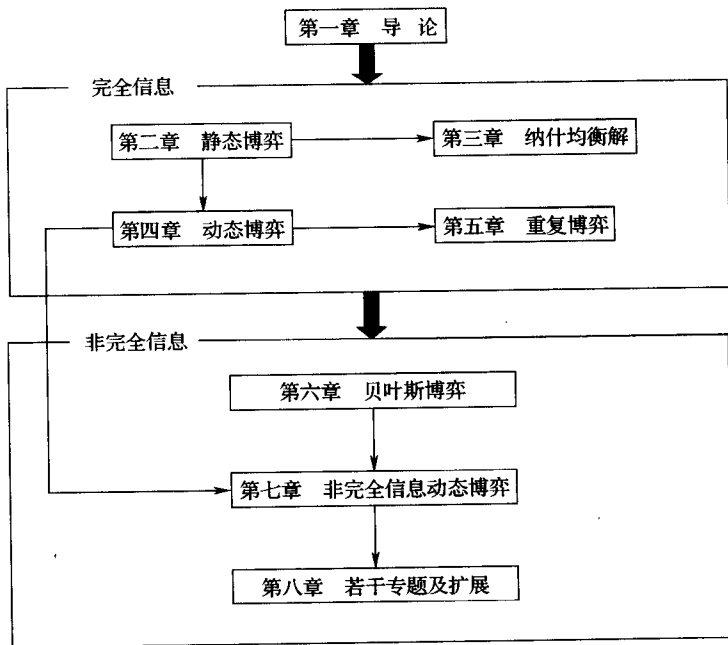 第一章 导 论
完全信息
第二章 静态博弈
第三章 纳什均衡解
第四章 动态博弈
第五章 重复博弈
非完全信息
第六章 贝叶斯博弈
第七章 非完全信息动态博弈
第八章 若干专题及扩展